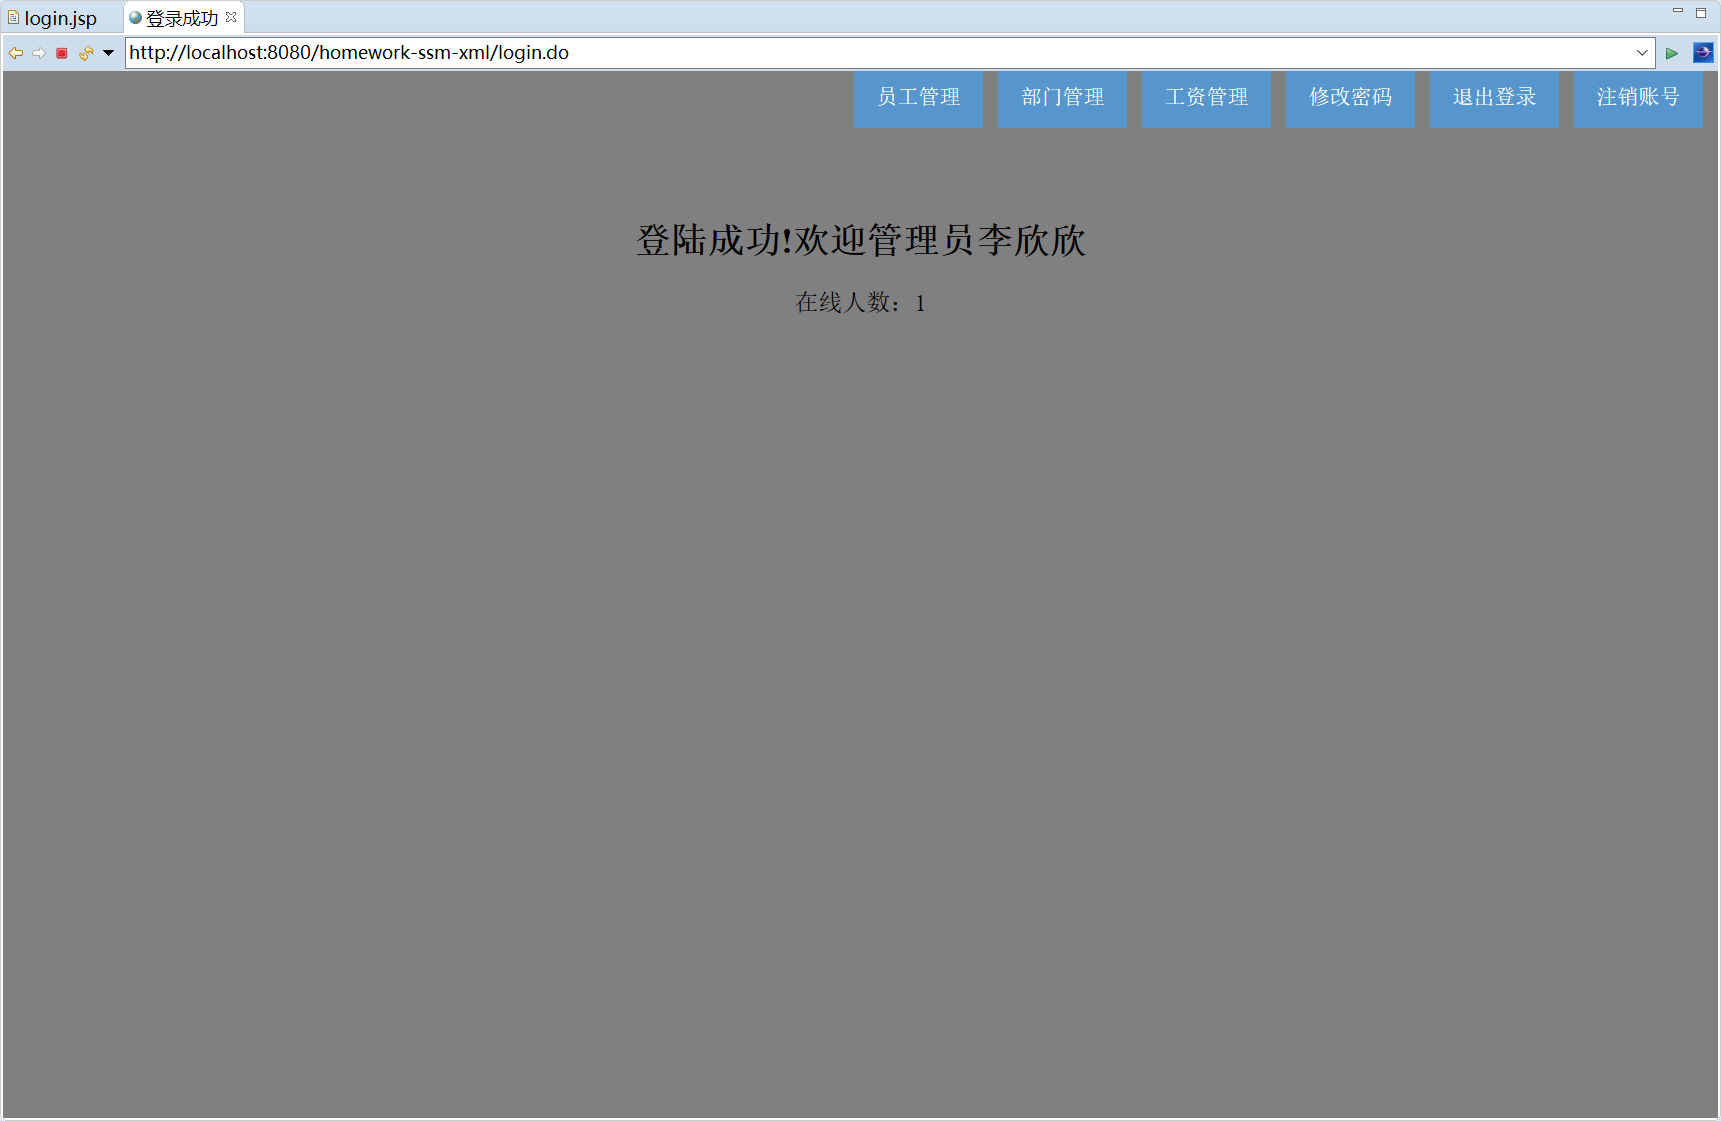 login.jsp 登录成功
http://localhost:8080/homework-ssm-xml/login.do
员工管理 部门管理 工资管理 修改密码 退出登录 注销账号
登陆成功!欢迎管理员李欣欣
在线人数：1